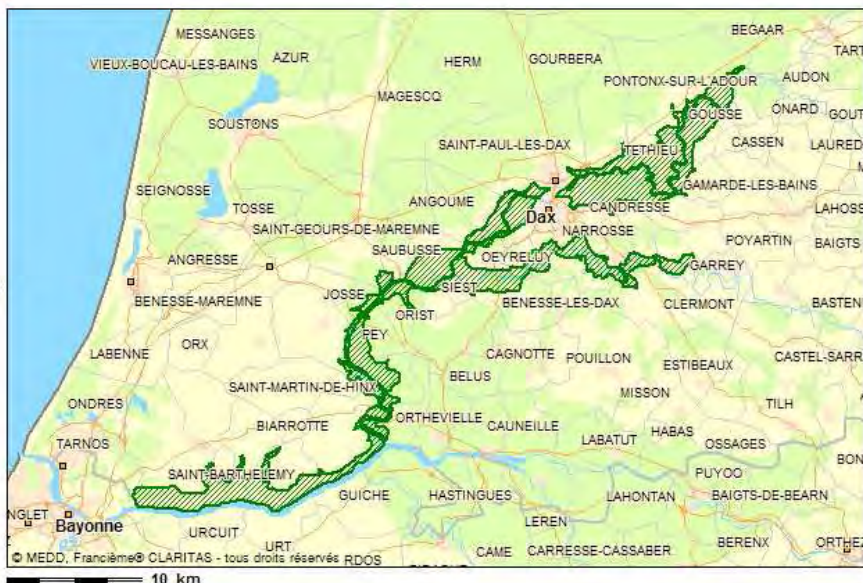 MESSANGES
BEGAAR
VIEUX-BOUCAU-LES-BAINS
AZUR
HERM
GOURBERA
TART
PONTONX-SUR-L'ADOUR
AUDON
MAGESCQ
ONARD
SOUSTONS
GOUSSE
GOUT
CASSEN
SAINT-PAUL-LES-DAX
TETHIEU
LAURED
SEIGNOSSE
GAMARDE-LES-BAINS
TOSSE
ANGOUME
CANDRESSE
LAHOSS
Dax
SAINT-GEOURS-DE-MAREMNE
NARROSSE
POYARTIN
BAIGTS
SAUBUSSE
ANGRESSE
OEYRELUY
GARREY
BENESSE-MAREMNE
JOSSE
SIEST
BENESSE-LES-DAX
CLERMONT
BASTEN
ORIST
ORX
PEY
LABENNE
CAGNOTTE
POUILLON
ESTIBEAUX
CASTEL-SARR
SAINT-MARTIN-DE-HINX
BELUS
MISSON
ONDRES
TILH
BIARROTTE
ORTHEVIELLE
CAUNEILLE
HABAS
TARNOS
LABATUT
OSSAGES
SAINT-BARTHELEMY
PUYOO
BON
GUICHE
HASTINGUES
LAHONTAN
BAIGTS-DE-BEARN
NGLET
Bayonne
URCUIT
LEREN
BERENX
ORTHEZ
URT
CAME
CARRESSE-CASSABER
© MEDD, Francième® CLARITAS - tous droits réservés
RDOS
10 km